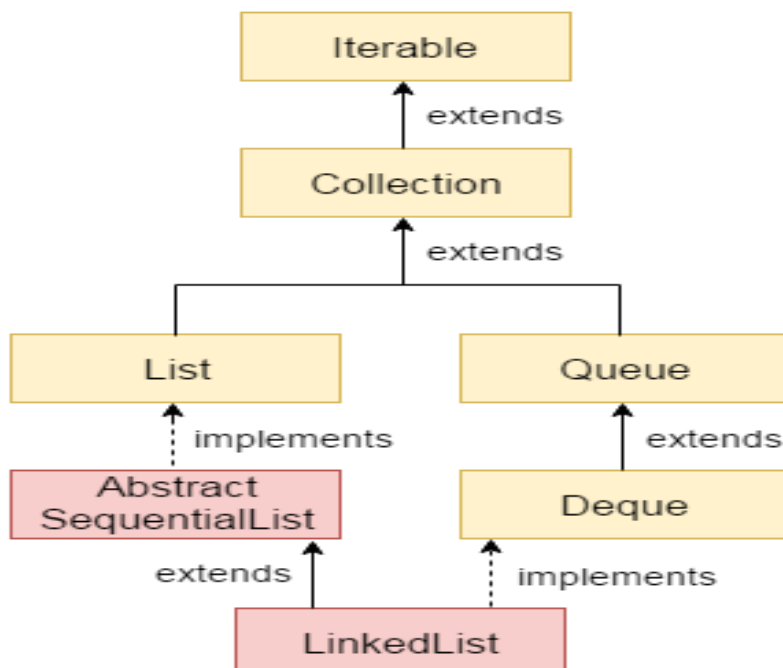 Iterable
extends
Collection
extends
List
Queue
implements
extends
Abstract
SequentialList
Deque
extends
implements
LinkedList